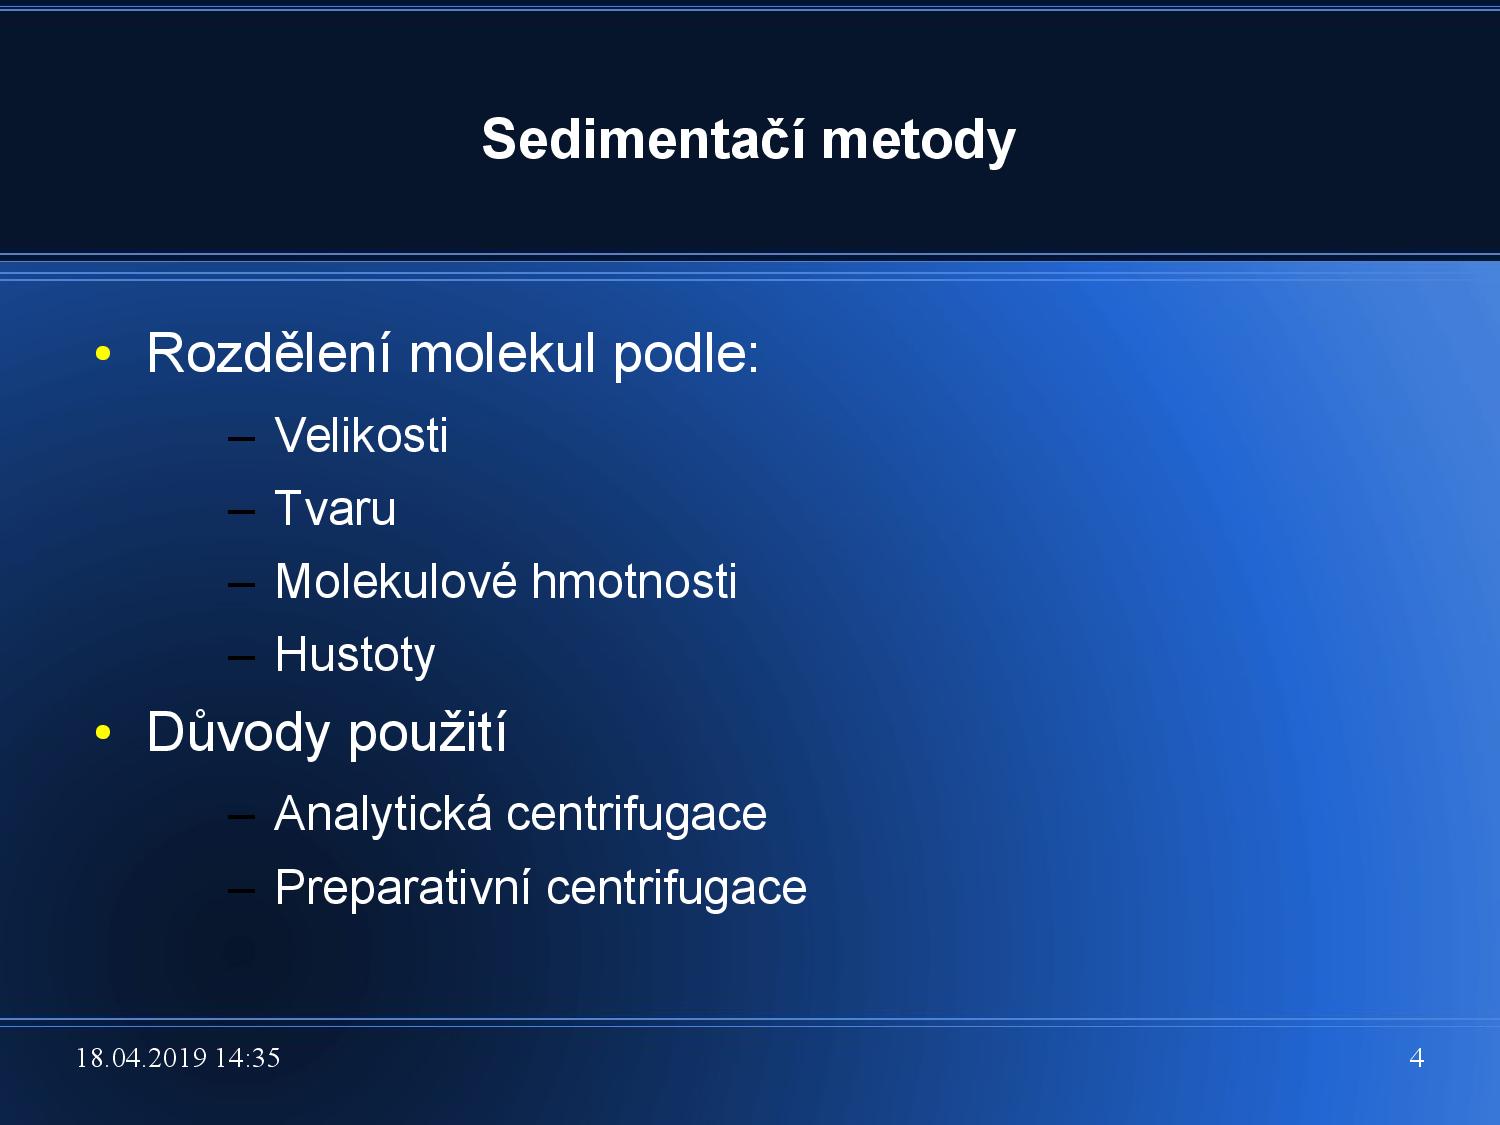 Sedimentačí metody
• Rozdělení molekul podle:
– Velikosti
– Tvaru
– Molekulové hmotnosti
– Hustoty
• Důvody použití
– Analytická centrifugace
– Preparativní centrifugace
18.04.2019 14:35
4